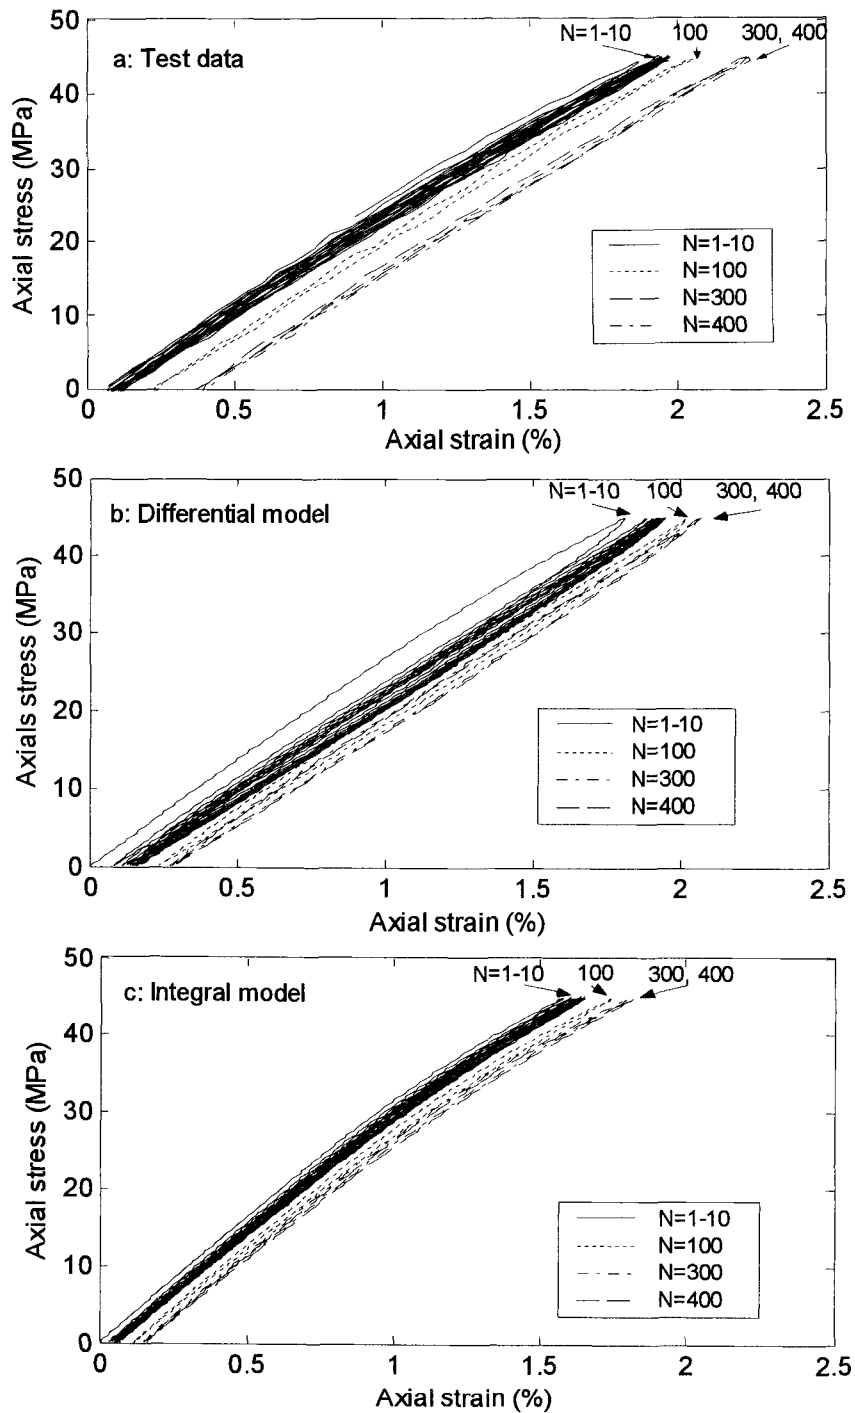 N=1-10 100 300, 400
a: Test data
Axial stress (MPa)
50
40
30
20
10
0
N=1-10
N=100
N=300
N=400
0 0.5 1 1.5 2 2.5
Axial strain (%)
N=1-10 100 300, 400
b: Differential model
Axials stress (MPa)
50
40
30
20
10
0
N=1-10
N=100
N=300
N=400
0 0.5 1 1.5 2 2.5
Axial strain (%)
N=1-10 100 300, 400
c: Integral model
Axial stress (MPa)
50
40
30
20
10
0
N=1-10
N=100
N=300
N=400
0 0.5 1 1.5 2 2.5
Axial strain (%)